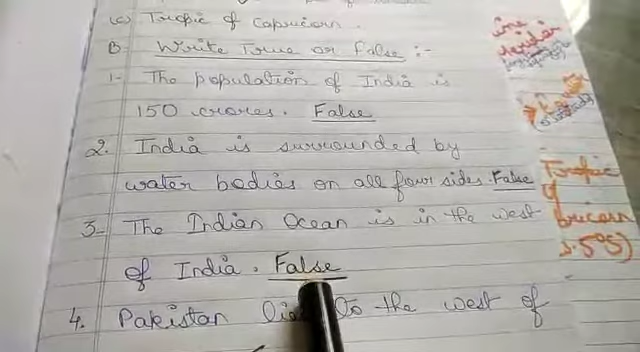 (c) Tropic of Capricorn.
B. Write True or False :-
1- The population of India is
150 crores. False
2. India is surrounded by
water bodies on all four sides. False
3- The Indian Ocean is in the west
of India. False
4. Pakistan lies to the west of
Tropic
of
5°S)